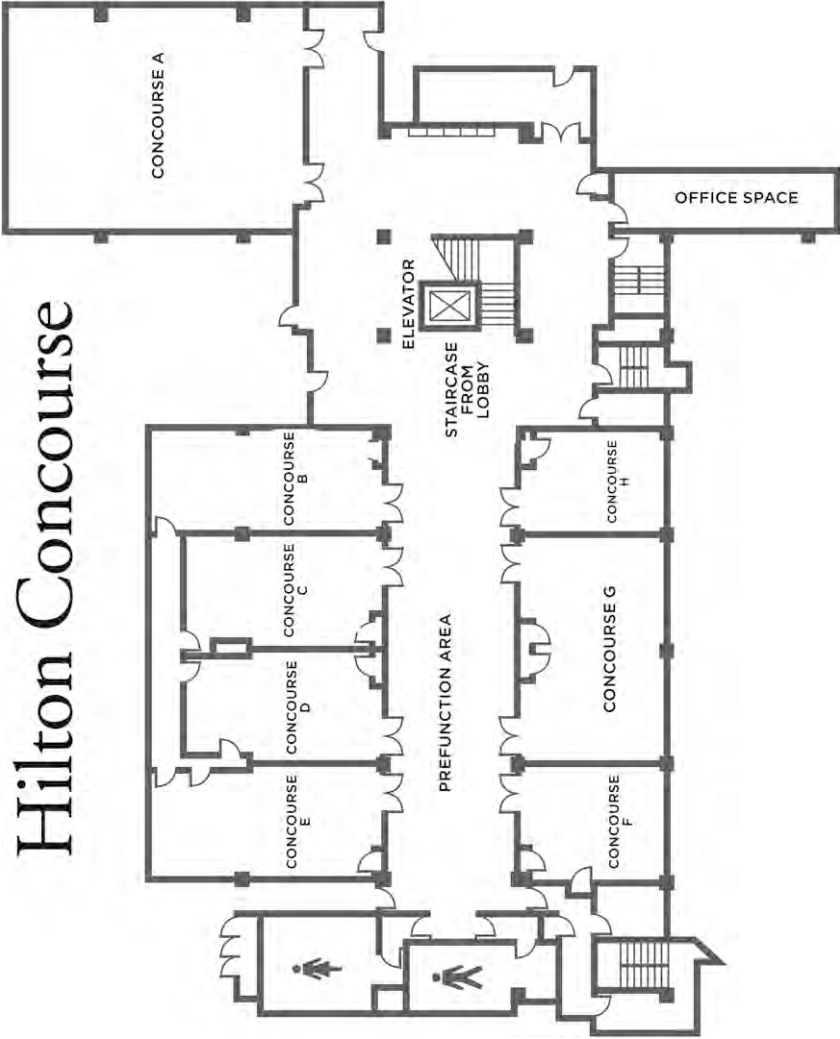 Hilton Concourse
CONCOURSE A
OFFICE SPACE
ELEVATOR
STAIRCASE
FROM
LOBBY
CONCOURSE
B
CONCOURSE
H
CONCOURSE
C
CONCOURSE G
PREFUNCTION AREA
CONCOURSE
D
CONCOURSE
E
CONCOURSE
F